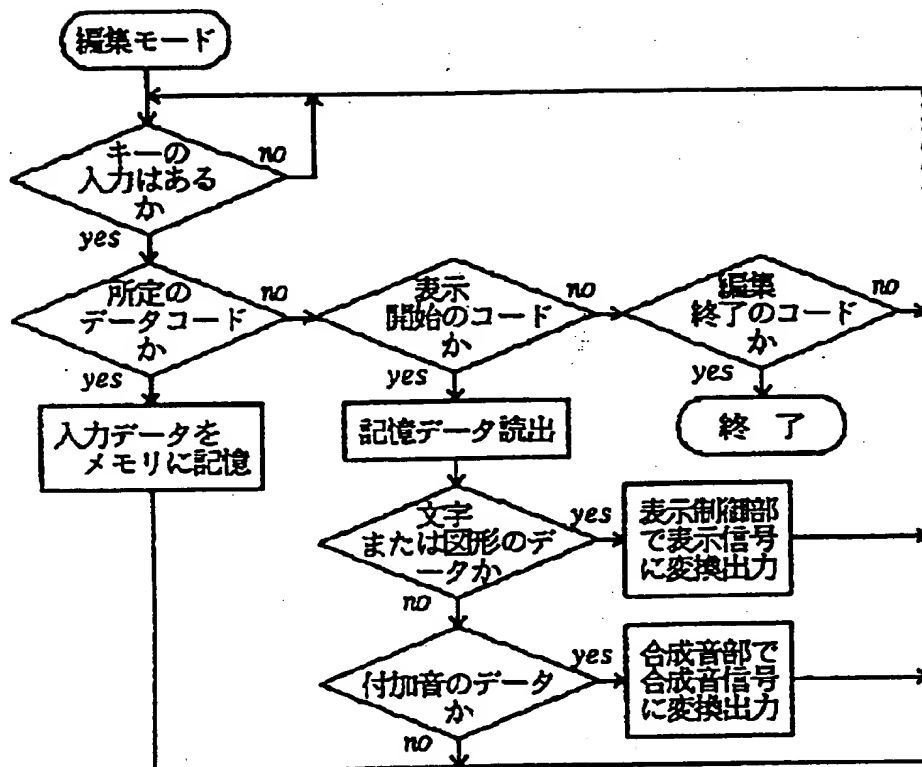 編集モード
キーの
入力はある
か
no
yes
所定の
データコード
か
no
yes
表示
開始のコード
か
no
yes
編集
終了のコード
か
no
yes
入力データを
メモリに記憶
記憶データ読出
終 了
文字
または図形のデ
ータか
yes
no
表示制御部
で表示信号
に変換出力
付加音のデータ
か
yes
no
合成音部で
合成音信号
に変換出力